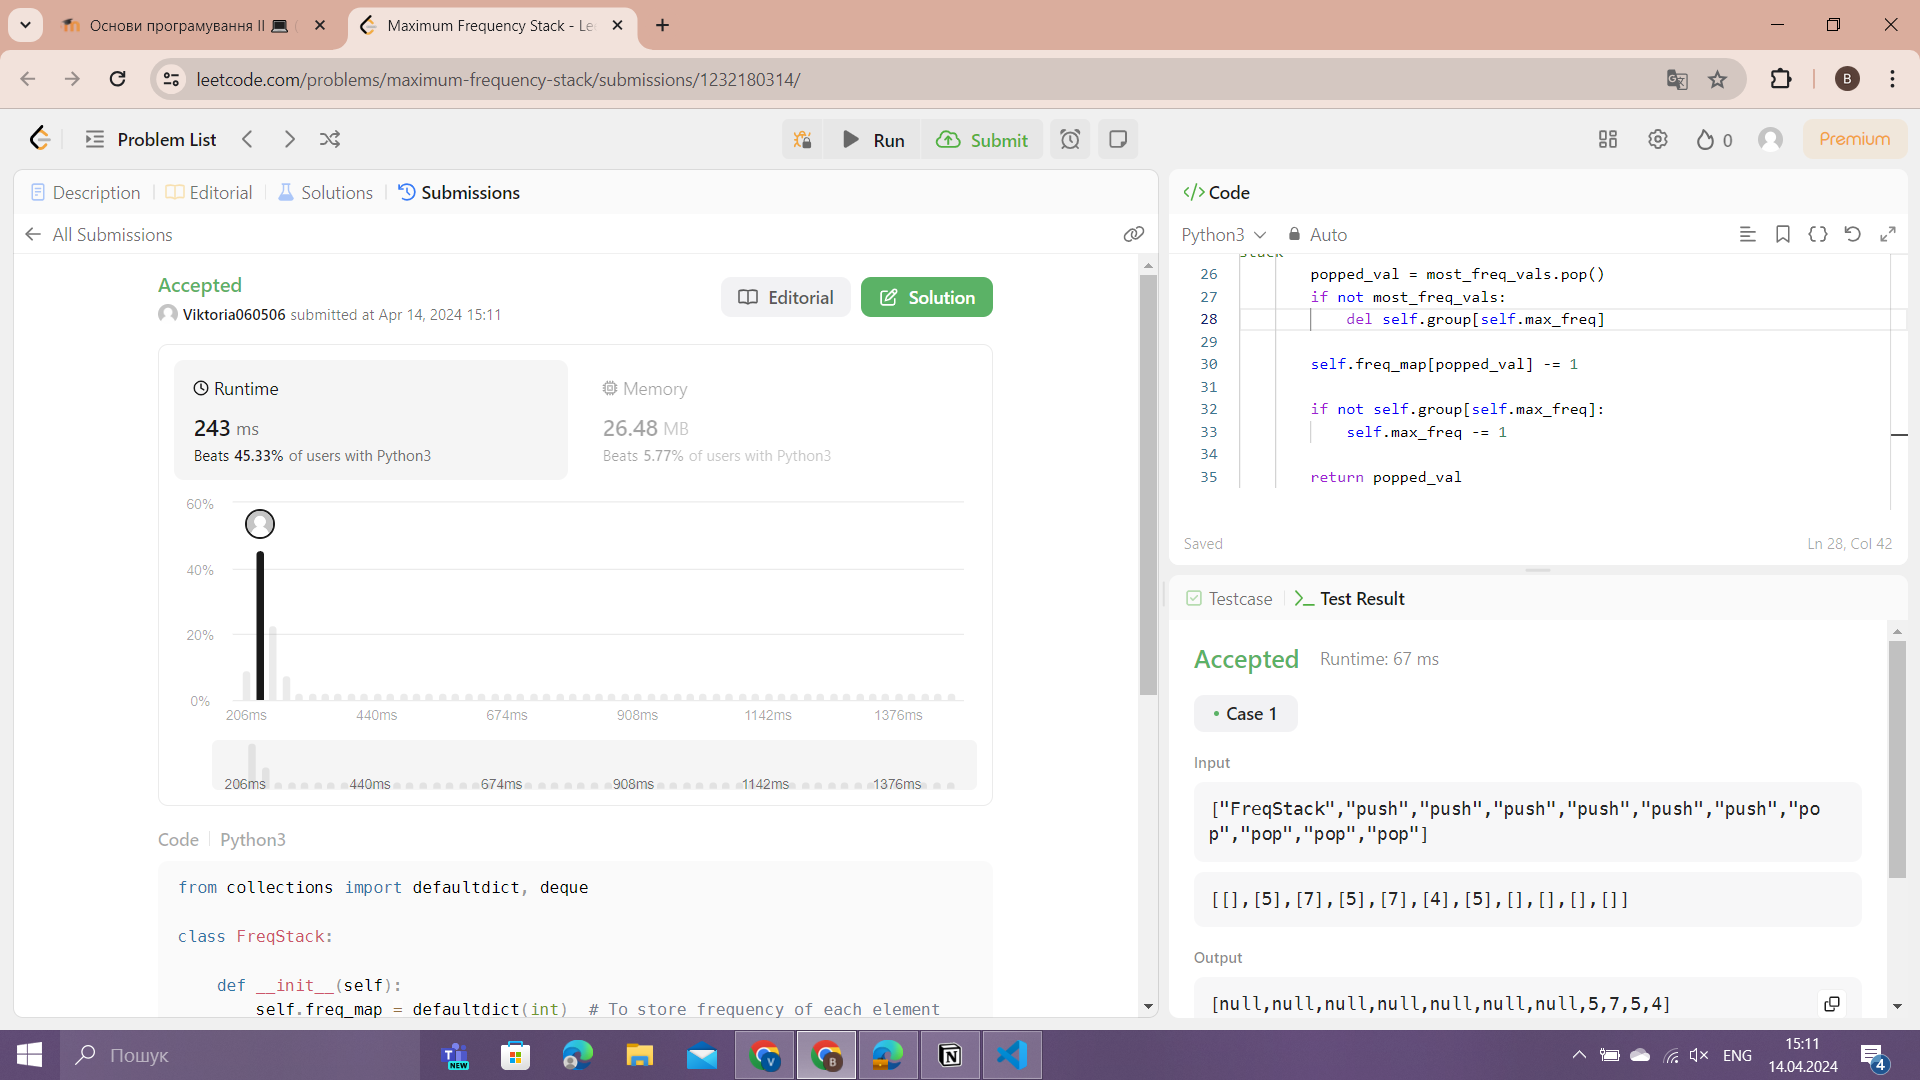 Основи програмування ІІ 💻
Maximum Frequency Stack - Lee
leetcode.com/problems/maximum-frequency-stack/submissions/1232180314/
B
Problem List
Run
Submit
0
Premium
Description
Editorial
Solutions
Submissions
All Submissions
Accepted
Viktoria060506 submitted at Apr 14, 2024 15:11
Editorial
Solution
Runtime
243 ms
Beats 45.33% of users with Python3
Memory
26.48 MB
Beats 5.77% of users with Python3
60%
40%
20%
0%
206ms 440ms 674ms 908ms 1142ms 1376ms
206ms 440ms 674ms 908ms 1142ms 1376ms
Code Python3
from collections import defaultdict, deque
class FreqStack:
def __init__(self):
self.freq_map = defaultdict(int)  # To store frequency of each element
</> Code
Python3
Auto
stack
26 popped_val = most_freq_vals.pop()
27 if not most_freq_vals:
28 del self.group[self.max_freq]
29
30 self.freq_map[popped_val] -= 1
31
32 if not self.group[self.max_freq]:
33 self.max_freq -= 1
34
35 return popped_val
Saved
Ln 28, Col 42
Testcase
Test Result
Accepted Runtime: 67 ms
• Case 1
Input
["FreqStack","push","push","push","push","push","push","po
p","pop","pop","pop"]
[[],[5],[7],[5],[7],[4],[5],[],[],[],[]]
Output
[null,null,null,null,null,null,null,5,7,5,4]
Пошук
NEW
V
B
ENG
15:11
14.04.2024
4